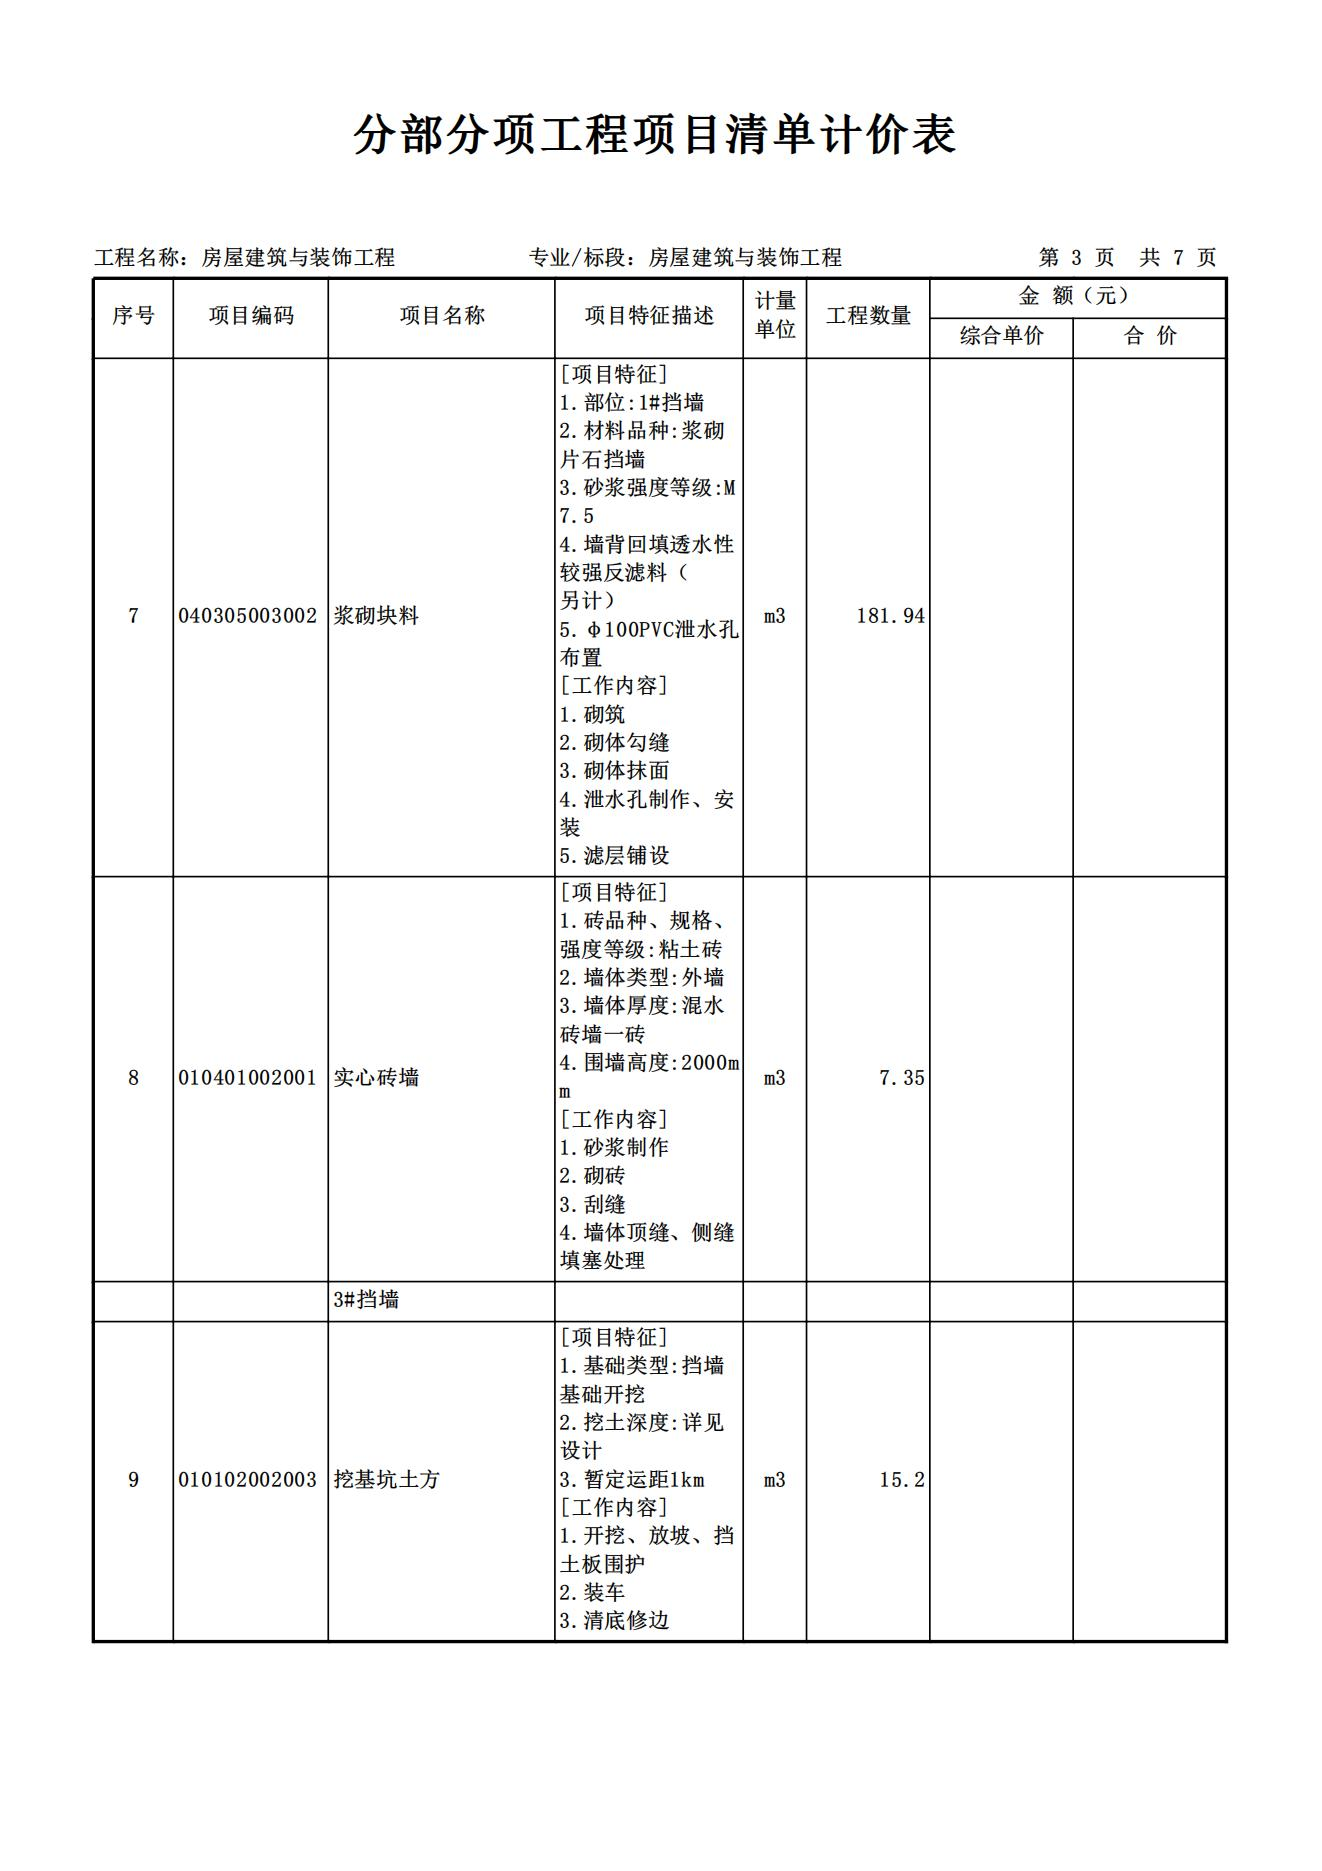 分部分项工程项目清单计价表
工程名称：房屋建筑与装饰工程 专业/标段：房屋建筑与装饰工程 第 3 页 共 7 页
序号 项目编码 项目名称 项目特征描述 计量单位 工程数量 金 额（元）
综合单价 合 价
7 040305003002 浆砌块料
[项目特征]
1.部位:1#挡墙
2.材料品种:浆砌
片石挡墙
3.砂浆强度等级:M
7.5
4.墙背回填透水性
较强反滤料（
另计）
5.φ100PVC泄水孔
布置
[工作内容]
1.砌筑
2.砌体勾缝
3.砌体抹面
4.泄水孔制作、安
装
5.滤层铺设
m3 181.94
8 010401002001 实心砖墙
[项目特征]
1.砖品种、规格、
强度等级:粘土砖
2.墙体类型:外墙
3.墙体厚度:混水
砖墙一砖
4.围墙高度:2000m
m
[工作内容]
1.砂浆制作
2.砌砖
3.刮缝
4.墙体顶缝、侧缝
填塞处理
m3 7.35
3#挡墙
9 010102002003 挖基坑土方
[项目特征]
1.基础类型:挡墙
基础开挖
2.挖土深度:详见
设计
3.暂定运距1km
[工作内容]
1.开挖、放坡、挡
土板围护
2.装车
3.清底修边
m3 15.2